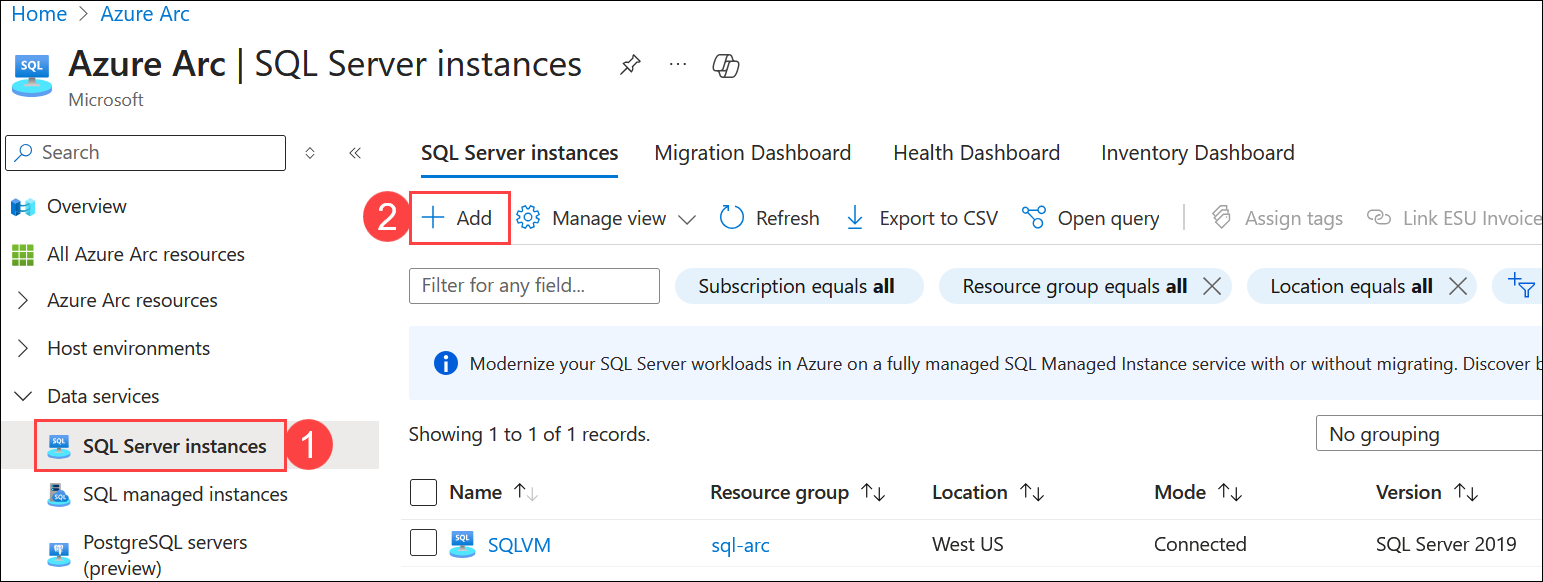 Home > Azure Arc
Azure Arc | SQL Server instances
Microsoft
Search
SQL Server instances Migration Dashboard Health Dashboard Inventory Dashboard
Overview
All Azure Arc resources
Azure Arc resources
Host environments
Data services
SQL Server instances 1
SQL managed instances
PostgreSQL servers
(preview)
2 Add Manage view Refresh Export to CSV Open query Assign tags Link ESU Invoice
Filter for any field... Subscription equals all Resource group equals all Location equals all
Modernize your SQL Server workloads in Azure on a fully managed SQL Managed Instance service with or without migrating. Discover
Showing 1 to 1 of 1 records.
No grouping
Name Resource group Location Mode Version
SQLVM sql-arc West US Connected SQL Server 2019